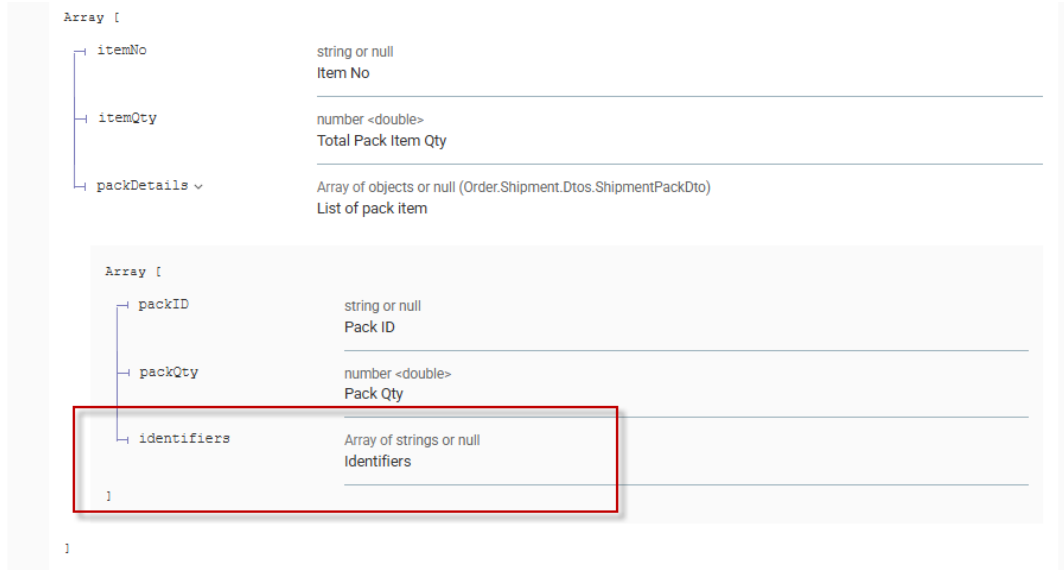 Array [
itemNo string or null
Item No
itemQty number <double>
Total Pack Item Qty
packDetails Array of objects or null (Order.Shipment.Dtos.ShipmentPackDto)
List of pack item
Array [
packID string or null
Pack ID
packQty number <double>
Pack Qty
identifiers Array of strings or null
Identifiers
]
]